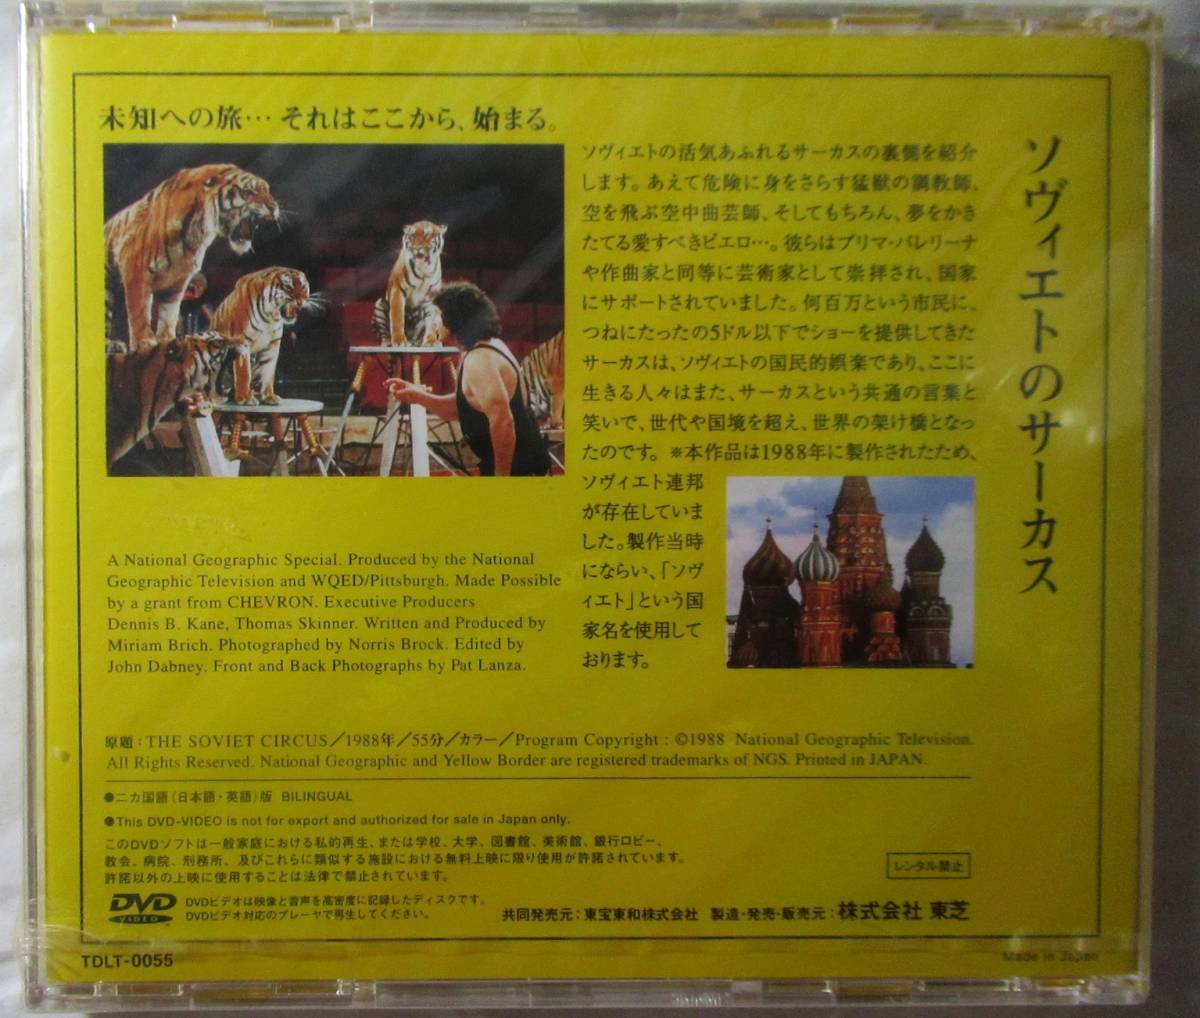 未知への旅… それはここから、始まる。
ソヴィエトのサーカス
ソヴィエトの活気あふれるサーカスの裏側を紹介
します。あえて危険に身をさらす猛獣の調教師、
空を飛ぶ空中曲芸師、そしてもちろん、夢をかき
たてる愛すべきピエロ…。彼らはプリマ・バレリーナ
や作曲家と同等に芸術家として崇拝され、国家
にサポートされていました。何百万という市民に、
つねにたったの5ドル以下でショーを提供してきた
サーカスは、ソヴィエトの国民的娯楽であり、ここに
生きる人々はまた、サーカスという共通の言葉と
笑いで、世代や国境を超え、世界の架け橋となっ
たのです。※本作品は1988年に製作されたため、
ソヴィエト連邦
が存在していま
した。製作当時
にならい、「ソヴ
ィエト」という国
家名を使用して
おります。
A National Geographic Special. Produced by the National
Geographic Television and WQED/Pittsburgh. Made Possible
by a grant from CHEVRON. Executive Producers
Dennis B. Kane, Thomas Skinner. Written and Produced by
Miriam Brich. Photographed by Norris Brock. Edited by
John Dabney. Front and Back Photographs by Pat Lanza.
原題：THE SOVIET CIRCUS／1988年／55分／カラー／Program Copyright : ©1988 National Geographic Television.
All Rights Reserved. National Geographic and Yellow Border are registered trademarks of NGS. Printed in JAPAN.
●二カ国語（日本語・英語）版 BILINGUAL
●This DVD-VIDEO is not for export and authorized for sale in Japan only.
このDVDソフトは一般家庭における私的再生、または学校、大学、図書館、美術館、銀行ロビー、
教会、病院、刑務所、及びこれらに類似する施設における無料上映に限り使用が許諾されています。
許諾以外の上映に使用することは法律で禁止されています。
レンタル禁止
DVD VIDEO
DVDビデオは映像と音声を高密度に記録したディスクです。
DVDビデオ対応のプレーヤで再生してください。
共同発売元：東宝東和株式会社 製造・発売・販売元：株式会社 東芝
TDLT-0055
Made in Japan